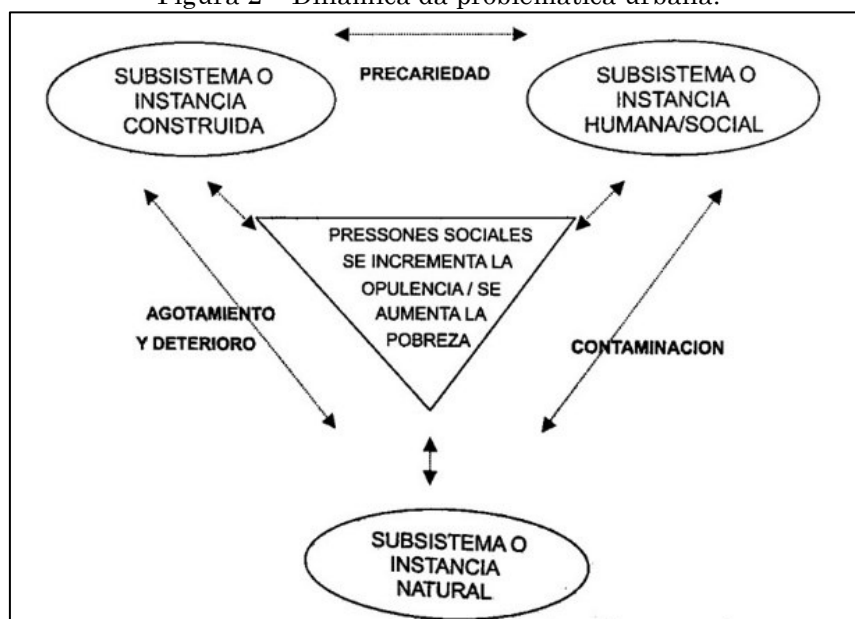 Figura 2 – Dinâmica da problemática urbana.
PRECARIEDAD
SUBSISTEMA O
INSTANCIA
CONSTRUIDA
SUBSISTEMA O
INSTANCIA
HUMANA/SOCIAL
PRESSONES SOCIALES
SE INCREMENTA LA
OPULENCIA / SE
AUMENTA LA
POBREZA
AGOTAMIENTO
Y DETERIORO
CONTAMINACION
SUBSISTEMA O
INSTANCIA
NATURAL